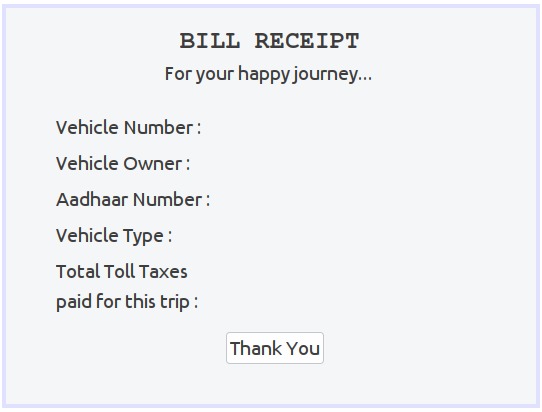 BILL RECEIPT
For your happy journey...
Vehicle Number :
Vehicle Owner :
Aadhaar Number :
Vehicle Type :
Total Toll Taxes
paid for this trip :
Thank You